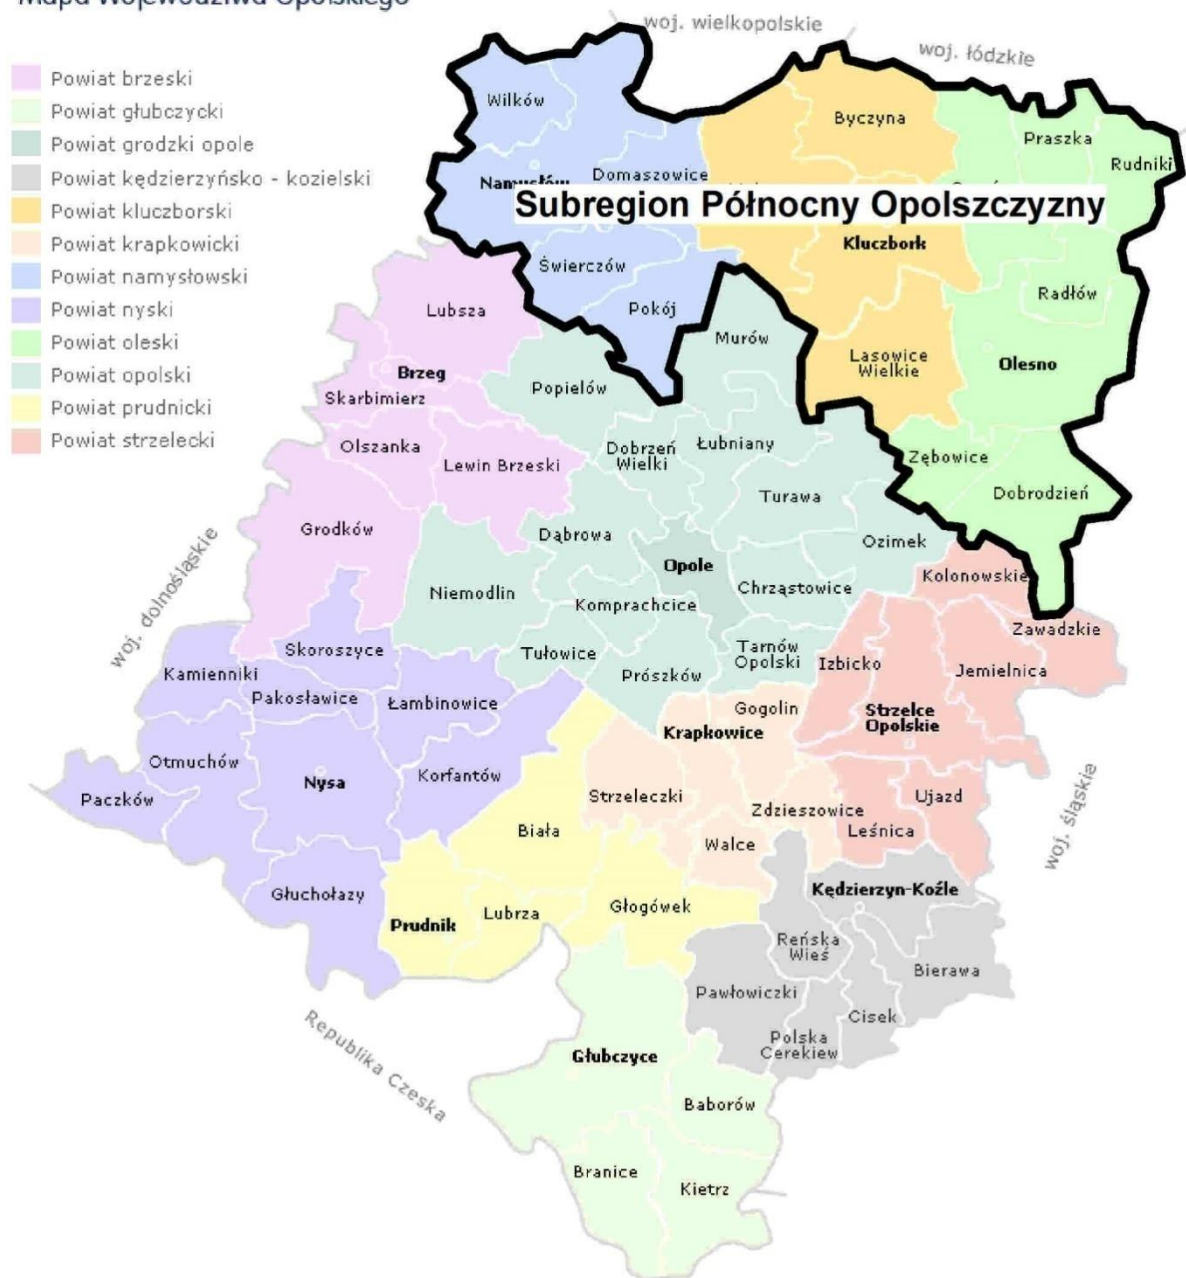 Mapa Województwa Opolskiego
woj. wielkopolskie
woj. łódzkie
Powiat brzeski
Powiat głubczycki
Powiat grodzki opole
Powiat kędzierzyńsko - kozielski
Powiat kluczborski
Powiat krapkowicki
Powiat namysłowski
Powiat nyski
Powiat oleski
Powiat opolski
Powiat prudnicki
Powiat strzelecki
Wilków
Byczyna
Praszka
Rudniki
Namysłów
Domaszowice
Subregion Północny Opolszczyzny
Kluczbork
Świerczów
Pokój
Radłów
Lubsza
Murów
Lasowice
Wielkie
Olesno
Brzeg
Popielów
Skarbimierz
Olszanka
Lewin Brzeski
Dobrzeń
Wielki
Łubniany
Zębowice
Turawa
Dobrodzień
Grodków
Dąbrowa
Ozimek
Opole
Kolonowskie
Niemodlin
Chrząstowice
Komprachcice
woj. dolnośląskie
Zawadzkie
Skoroszyce
Tułowice
Tarnów
Opolski
Izbicko
Jemielnica
Kamienniki
Prószków
Pakosławice
Łambinowice
Gogolin
Strzelce
Opolskie
Krapkowice
Otmuchów
Nysa
Korfantów
Paczków
Strzeleczki
Zdzieszowice
Ujazd
woj. śląskie
Leśnica
Biała
Walce
Głuchołazy
Kędzierzyn-Koźle
Prudnik
Lubrza
Głogówek
Reńska
Wieś
Bierawa
Pawłowiczki
Cisek
Polska
Cerekiew
Republika Czeska
Głubczyce
Baborów
Branice
Kietrz